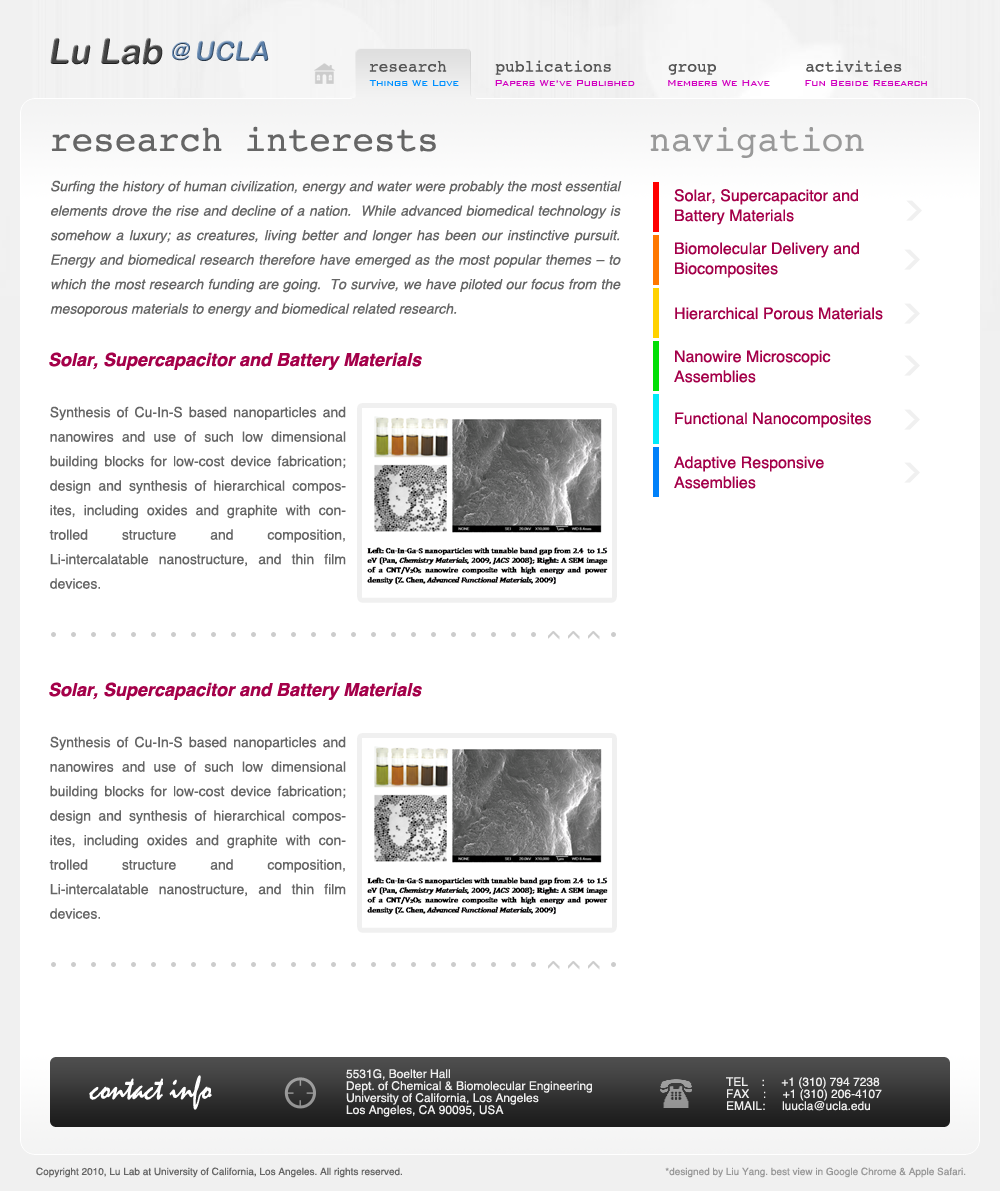 Lu Lab @ UCLA
research
Things We Love
publications
Papers We've Published
group
Members We Have
activities
Fun Beside Research
research interests
Surfing the history of human civilization, energy and water were probably the most essential
elements drove the rise and decline of a nation. While advanced biomedical technology is
somehow a luxury; as creatures, living better and longer has been our instinctive pursuit.
Energy and biomedical research therefore have emerged as the most popular themes – to
which the most research funding are going. To survive, we have piloted our focus from the
mesoporous materials to energy and biomedical related research.
navigation
Solar, Supercapacitor and
Battery Materials
Biomolecular Delivery and
Biocomposites
Hierarchical Porous Materials
Nanowire Microscopic
Assemblies
Functional Nanocomposites
Adaptive Responsive
Assemblies
Solar, Supercapacitor and Battery Materials
Synthesis of Cu-In-S based nanoparticles and
nanowires and use of such low dimensional
building blocks for low-cost device fabrication;
design and synthesis of hierarchical compos-
ites, including oxides and graphite with con-
trolled structure and composition,
Li-intercalatable nanostructure, and thin film
devices.
Left: Cu-In-Ga-S nanoparticles with tunable band gap from 2.4 to 1.5
eV (Pan, Chemistry Materials, 2009, JACS 2008); Right: A SEM image
of a CNT/V₂O₅ nanowire composite with high energy and power
density (Z. Chen, Advanced Functional Materials, 2009)
Solar, Supercapacitor and Battery Materials
Synthesis of Cu-In-S based nanoparticles and
nanowires and use of such low dimensional
building blocks for low-cost device fabrication;
design and synthesis of hierarchical compos-
ites, including oxides and graphite with con-
trolled structure and composition,
Li-intercalatable nanostructure, and thin film
devices.
Left: Cu-In-Ga-S nanoparticles with tunable band gap from 2.4 to 1.5
eV (Pan, Chemistry Materials, 2009, JACS 2008); Right: A SEM image
of a CNT/V₂O₅ nanowire composite with high energy and power
density (Z. Chen, Advanced Functional Materials, 2009)
contact info
5531G, Boelter Hall
Dept. of Chemical & Biomolecular Engineering
University of California, Los Angeles
Los Angeles, CA 90095, USA
TEL : +1 (310) 794 7238
FAX : +1 (310) 206-4107
EMAIL: luucla@ucla.edu
Copyright 2010, Lu Lab at University of California, Los Angeles. All rights reserved.
*designed by Liu Yang. best view in Google Chrome & Apple Safari.